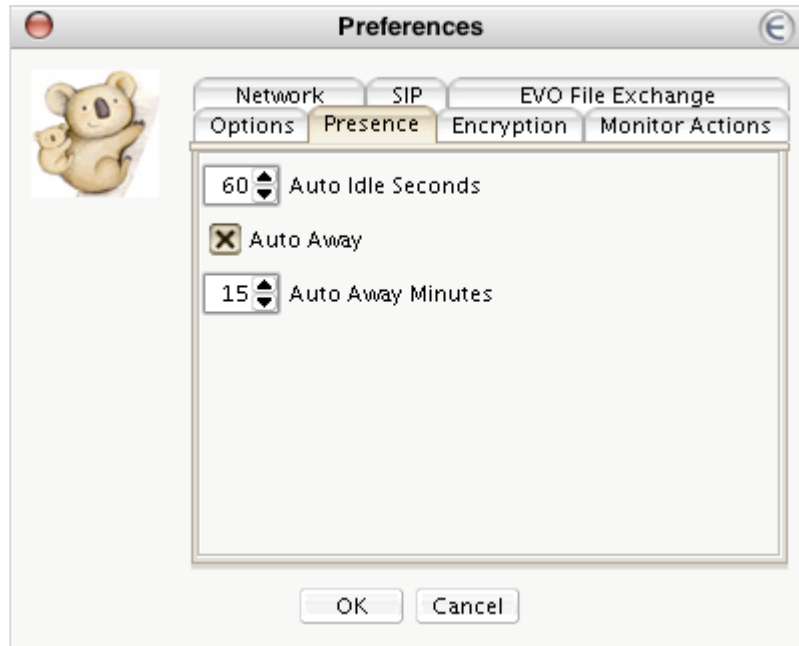 Preferences
Network SIP EVO File Exchange
Options Presence Encryption Monitor Actions
60 Auto Idle Seconds
Auto Away
15 Auto Away Minutes
OK Cancel